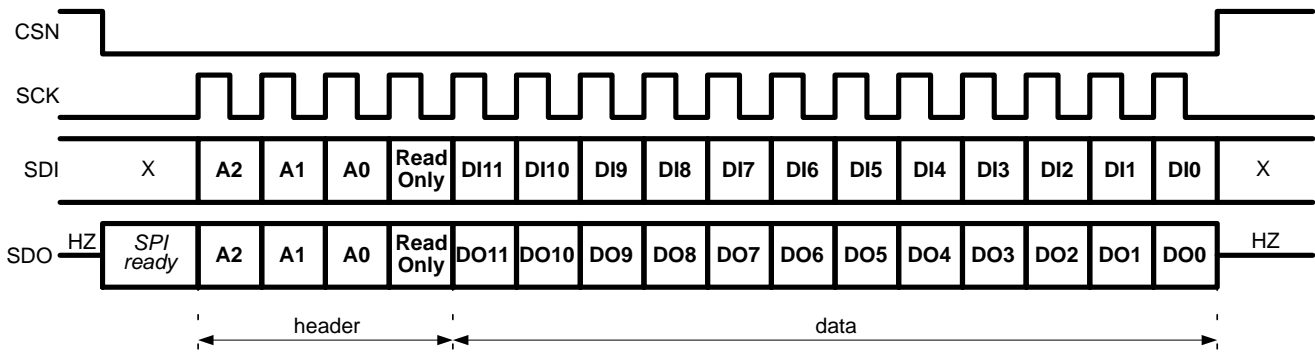 CSN
SCK
SDI X A2 A1 A0 Read Only DI11 DI10 DI9 DI8 DI7 DI6 DI5 DI4 DI3 DI2 DI1 DI0 X
SDO HZ SPI ready A2 A1 A0 Read Only DO11 DO10 DO9 DO8 DO7 DO6 DO5 DO4 DO3 DO2 DO1 DO0 HZ
header data